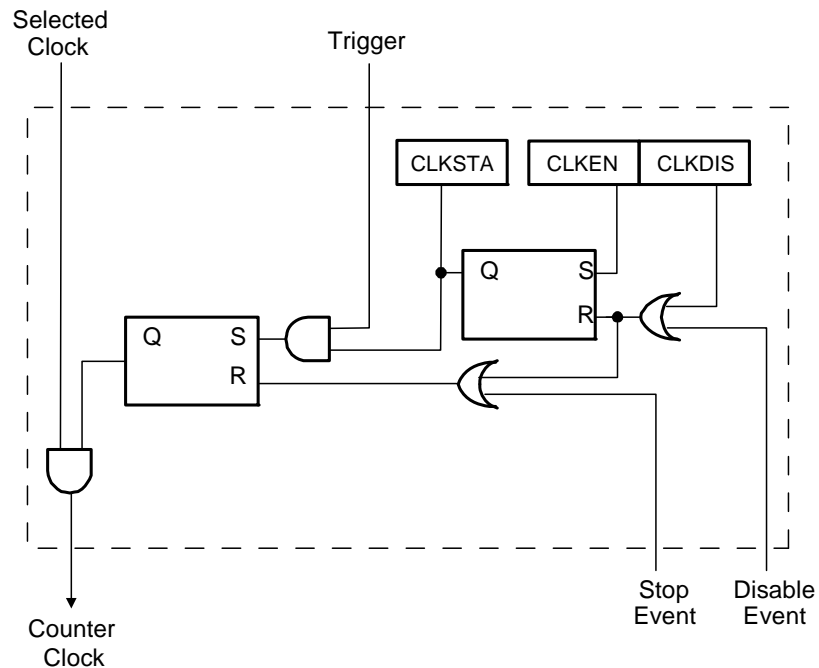 Selected
Clock
Trigger
CLKSTA
CLKEN
CLKDIS
Q
S
R
Q
S
R
Stop
Event
Disable
Event
Counter
Clock